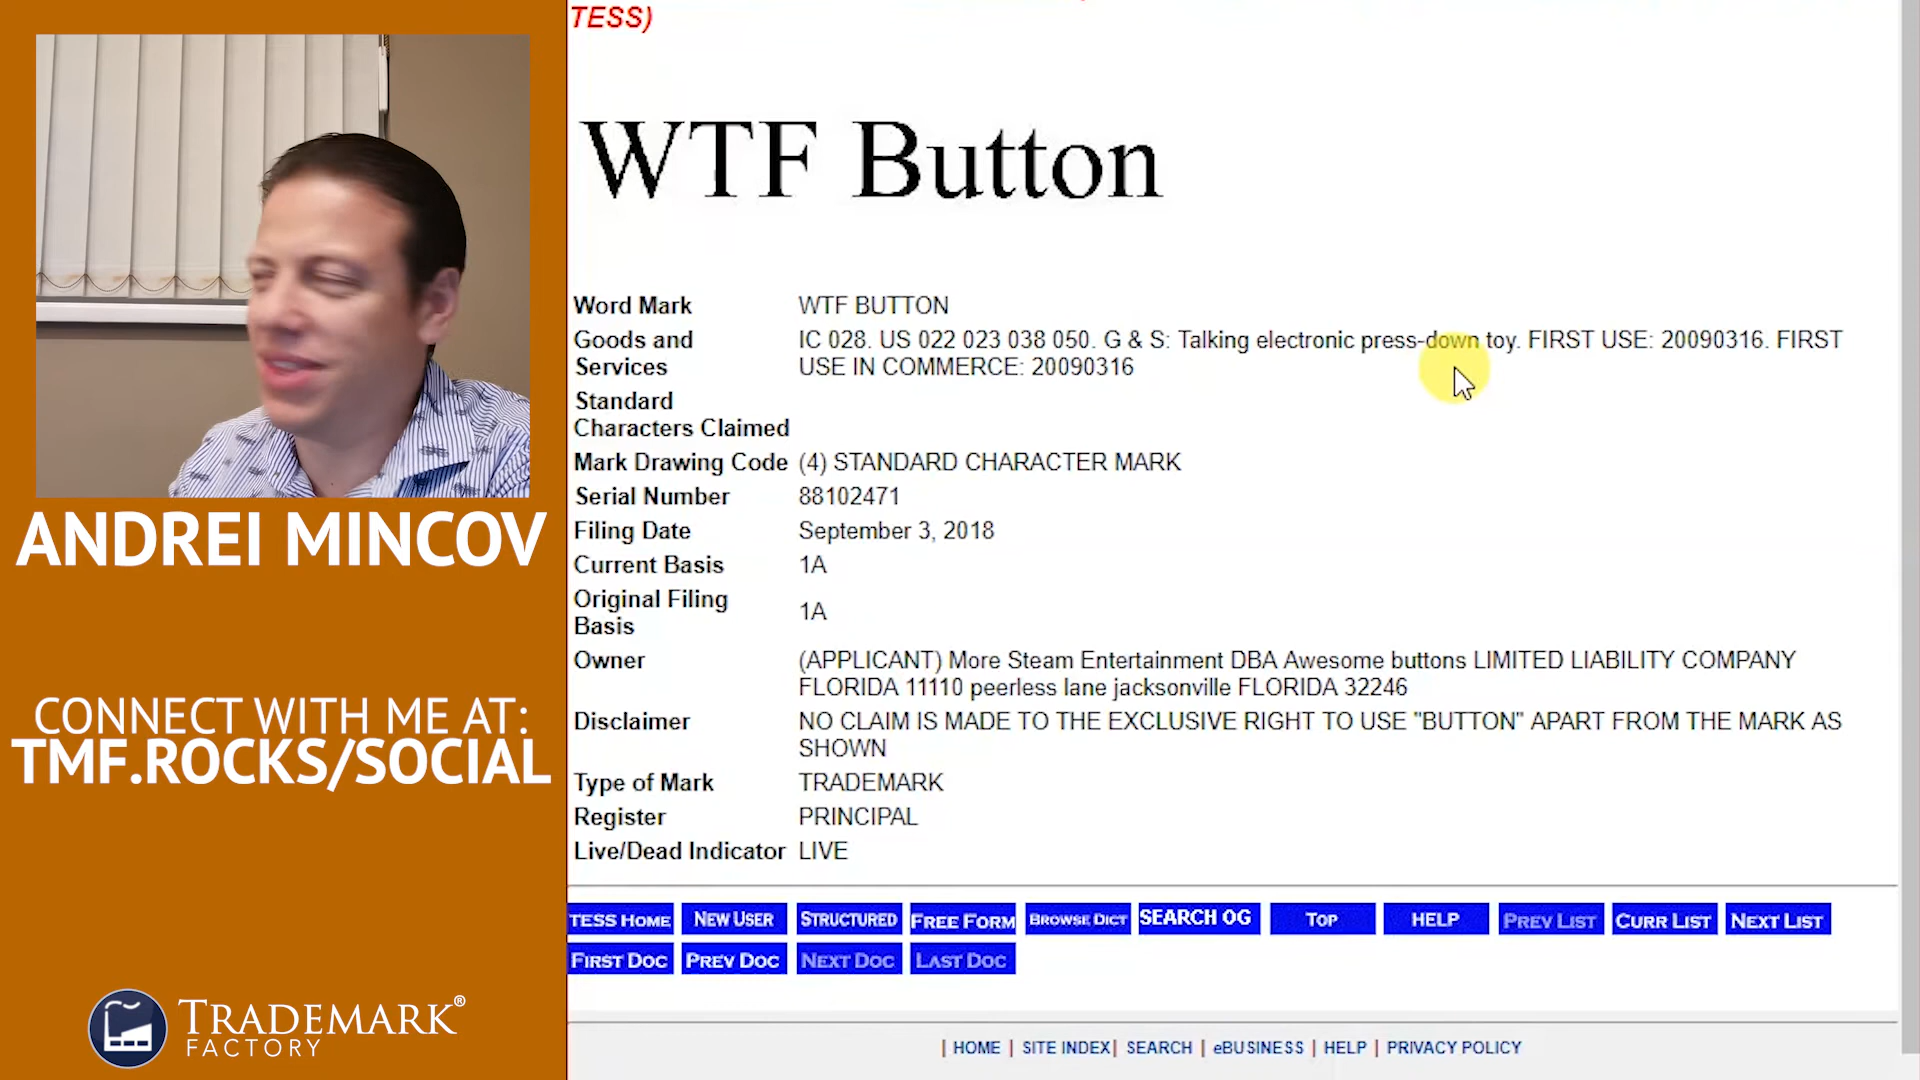 TESS)
WTF Button
Word Mark WTF BUTTON
Goods and Services IC 028. US 022 023 038 050. G & S: Talking electronic press-down toy. FIRST USE: 20090316. FIRST
USE IN COMMERCE: 20090316
Standard
Characters Claimed
Mark Drawing Code (4) STANDARD CHARACTER MARK
Serial Number 88102471
Filing Date September 3, 2018
Current Basis 1A
Original Filing
Basis 1A
Owner (APPLICANT) More Steam Entertainment DBA Awesome buttons LIMITED LIABILITY COMPANY
FLORIDA 11110 peerless lane jacksonville FLORIDA 32246
Disclaimer NO CLAIM IS MADE TO THE EXCLUSIVE RIGHT TO USE "BUTTON" APART FROM THE MARK AS
SHOWN
Type of Mark TRADEMARK
Register PRINCIPAL
Live/Dead Indicator LIVE
TESS HOME NEW USER STRUCTURED FREE FORM BROWSE DICT SEARCH OG TOP HELP PREV LIST CURR LIST NEXT LIST
FIRST DOC PREV DOC NEXT DOC LAST DOC
| HOME | SITE INDEX | SEARCH | eBUSINESS | HELP | PRIVACY POLICY
ANDREI MINCOV
CONNECT WITH ME AT:
TMF.ROCKS/SOCIAL
TRADEMARK®
FACTORY